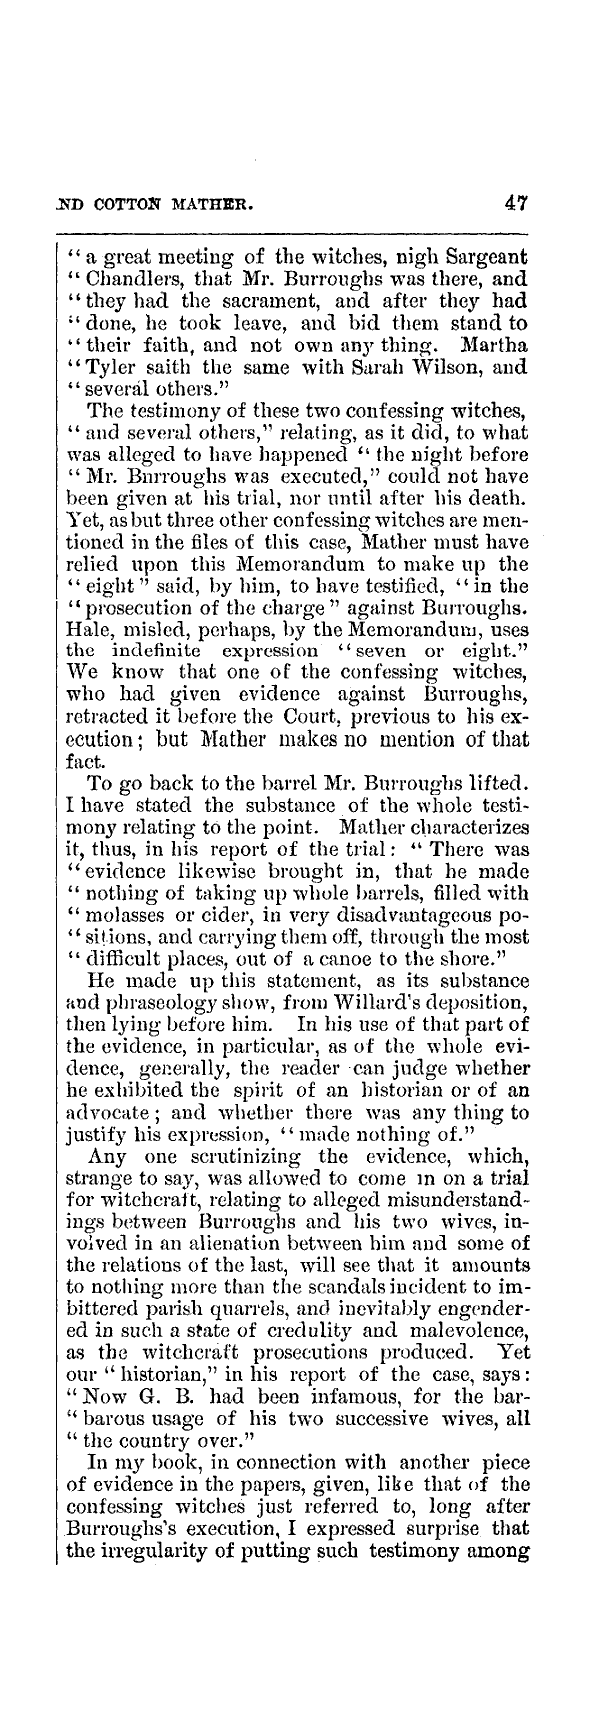 ND COTTON MATHER. 47
“ a great meeting of the witches, nigh Sargeant
“ Chandlers, that Mr. Burroughs was there, and
“ they had the sacrament, and after they had
“ done, he took leave, and bid them stand to
“ their faith, and not own any thing. Martha
“ Tyler saith the same with Sarah Wilson, and
“ several others.”
The testimony of these two confessing witches,
“ and several others,” relating, as it did, to what
was alleged to have happened “ the night before
“ Mr. Burroughs was executed,” could not have
been given at his trial, nor until after his death.
Yet, as but three other confessing witches are men-
tioned in the files of this case, Mather must have
relied upon this Memorandum to make up the
“ eight ” said, by him, to have testified, “ in the
“ prosecution of the charge ” against Burroughs.
Hale, misled, perhaps, by the Memorandum, uses
the indefinite expression “ seven or eight.”
We know that one of the confessing witches,
who had given evidence against Burroughs,
retracted it before the Court, previous to his ex-
ecution ; but Mather makes no mention of that
fact.
To go back to the barrel Mr. Burroughs lifted.
I have stated the substance of the whole testi-
mony relating to the point. Mather characterizes
it, thus, in his report of the trial : “ There was
“ evidence likewise brought in, that he made
“ nothing of taking up whole barrels, filled with
“ molasses or cider, in very disadvantageous po-
“ sitions, and carrying them off, through the most
“ difficult places, out of a canoe to the shore.”
He made up this statement, as its substance
and phraseology show, from Willard's deposition,
then lying before him. In his use of that part of
the evidence, in particular, as of the whole evi-
dence, generally, the reader can judge whether
he exhibited the spirit of an historian or of an
advocate ; and whether there was any thing to
justify his expression, “ made nothing of.”
Any one scrutinizing the evidence, which,
strange to say, was allowed to come in on a trial
for witchcraft, relating to alleged misunderstand-
ings between Burroughs and his two wives, in-
volved in an alienation between him and some of
the relations of the last, will see that it amounts
to nothing more than the scandals incident to im-
bittered parish quarrels, and inevitably engender-
ed in such a state of credulity and malevolence,
as the witchcraft prosecutions produced. Yet
our “ historian,” in his report of the case, says :
“ Now G. B. had been infamous, for the bar-
“ barous usage of his two successive wives, all
“ the country over.”
In my book, in connection with another piece
of evidence in the papers, given, like that of the
confessing witches just referred to, long after
Burroughs's execution, I expressed surprise that
the irregularity of putting such testimony among